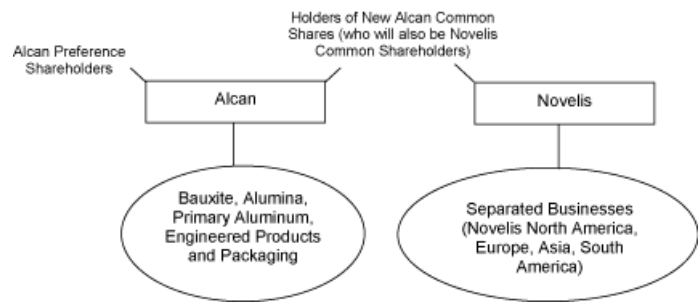 Holders of New Alcan Common
Shares (who will also be Novelis
Common Shareholders)
Alcan Preference
Shareholders
Alcan
Novelis
Bauxite, Alumina,
Primary Aluminum,
Engineered Products
and Packaging
Separated Businesses
(Novelis North America,
Europe, Asia, South
America)